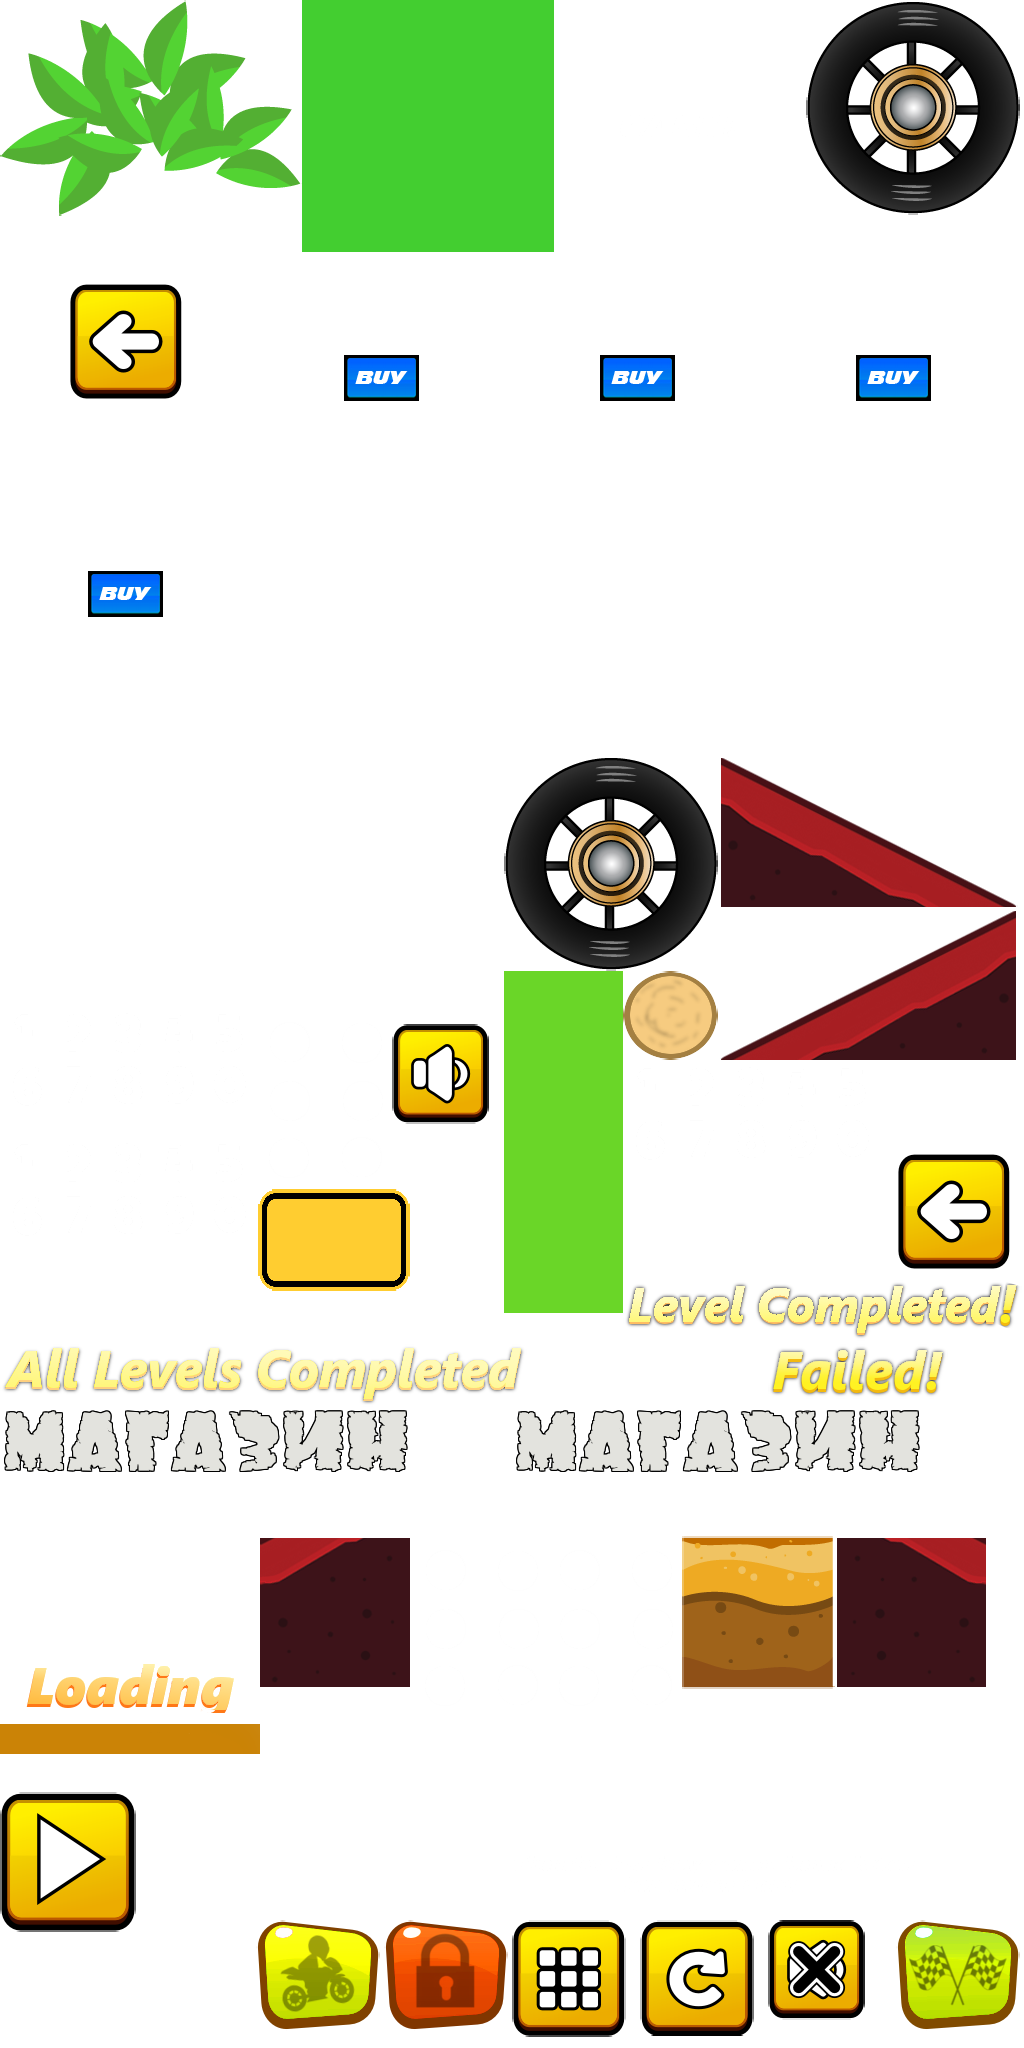 BUY
BUY
BUY
BUY
Level Completed!
All Levels Completed
Failed!
МАГАЗИН
МАГАЗИН
Loading